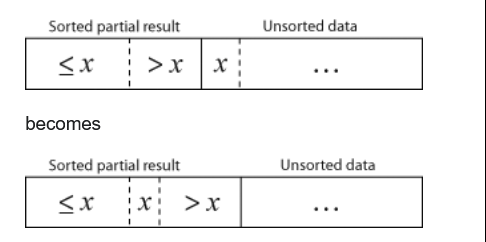 Sorted partial result Unsorted data
≤ x > x x ...
becomes
Sorted partial result Unsorted data
≤ x x > x ...